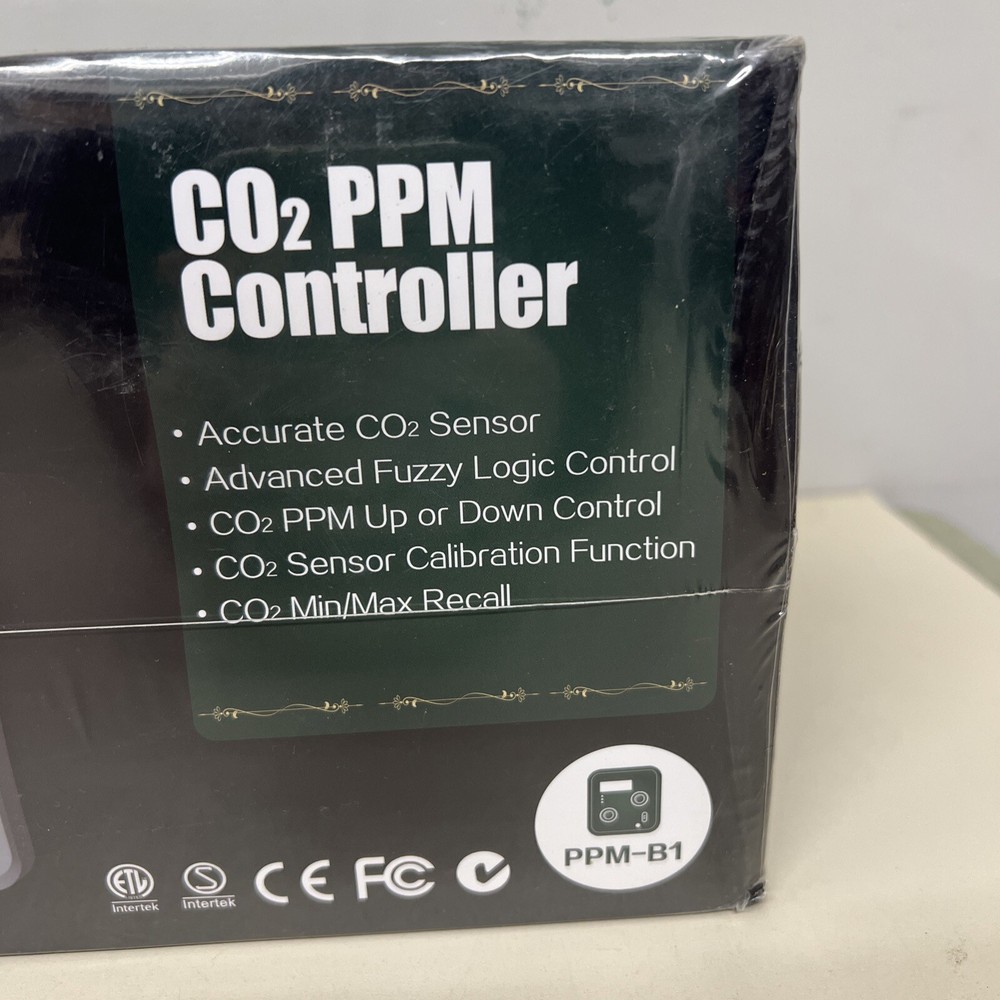 CO2 PPM
Controller
• Accurate CO2 Sensor
• Advanced Fuzzy Logic Control
• CO2 PPM Up or Down Control
• CO2 Sensor Calibration Function
• CO2 Min/Max Recall
PPM-B1
ETL
Intertek
S
Intertek
CE
FC